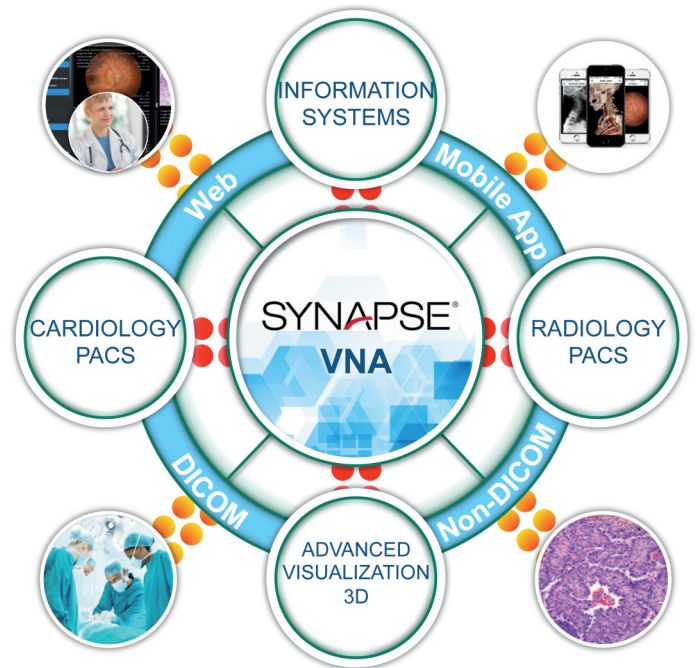 INFORMATION
SYSTEMS
Web
Mobile App
CARDIOLOGY
PACS
SYNAPSE®
VNA
RADIOLOGY
PACS
DICOM
Non-DICOM
ADVANCED
VISUALIZATION
3D